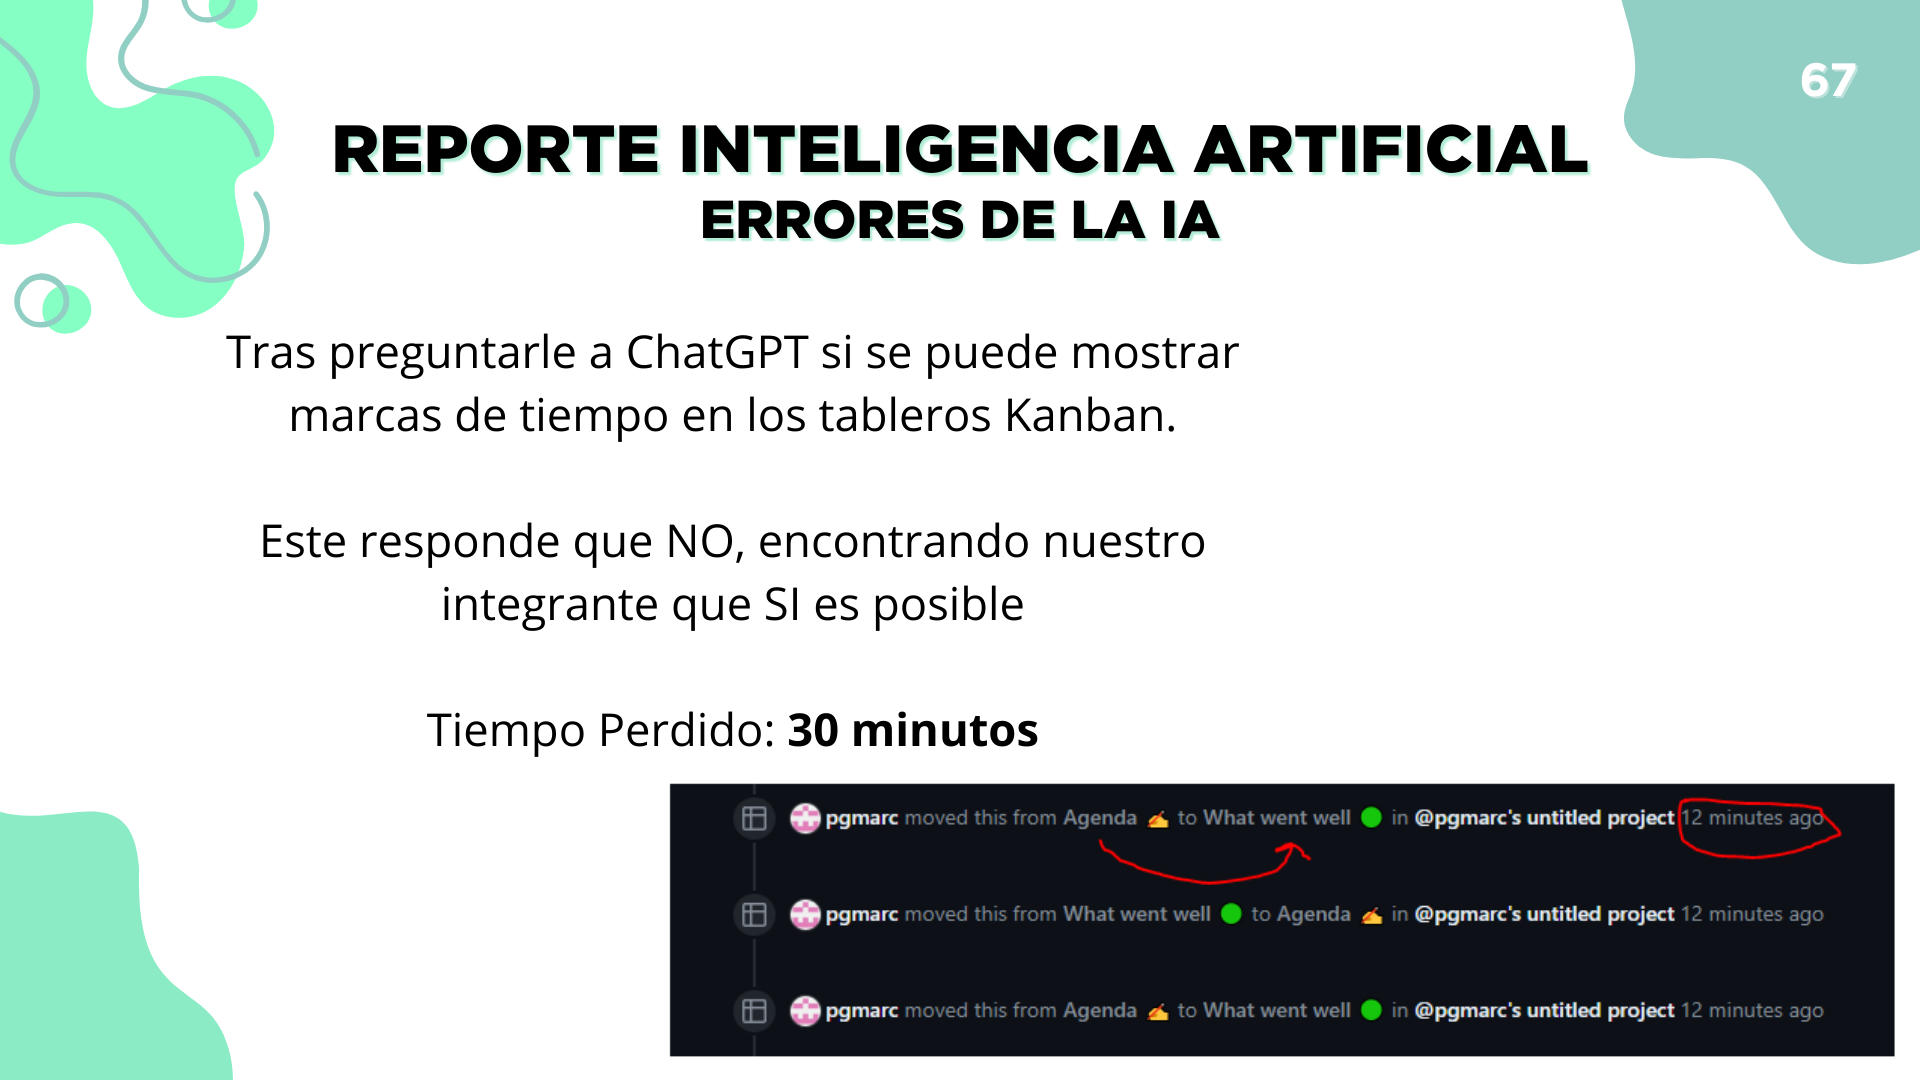 67
REPORTE INTELIGENCIA ARTIFICIAL
ERRORES DE LA IA
Tras preguntarle a ChatGPT si se puede mostrar
marcas de tiempo en los tableros Kanban.
Este responde que NO, encontrando nuestro
integrante que SI es posible
Tiempo Perdido: 30 minutos
pgmarc moved this from Agenda ✍️ to What went well 🟢 in @pgmarc's untitled project 12 minutes ago
pgmarc moved this from What went well 🟢 to Agenda ✍️ in @pgmarc's untitled project 12 minutes ago
pgmarc moved this from Agenda ✍️ to What went well 🟢 in @pgmarc's untitled project 12 minutes ago